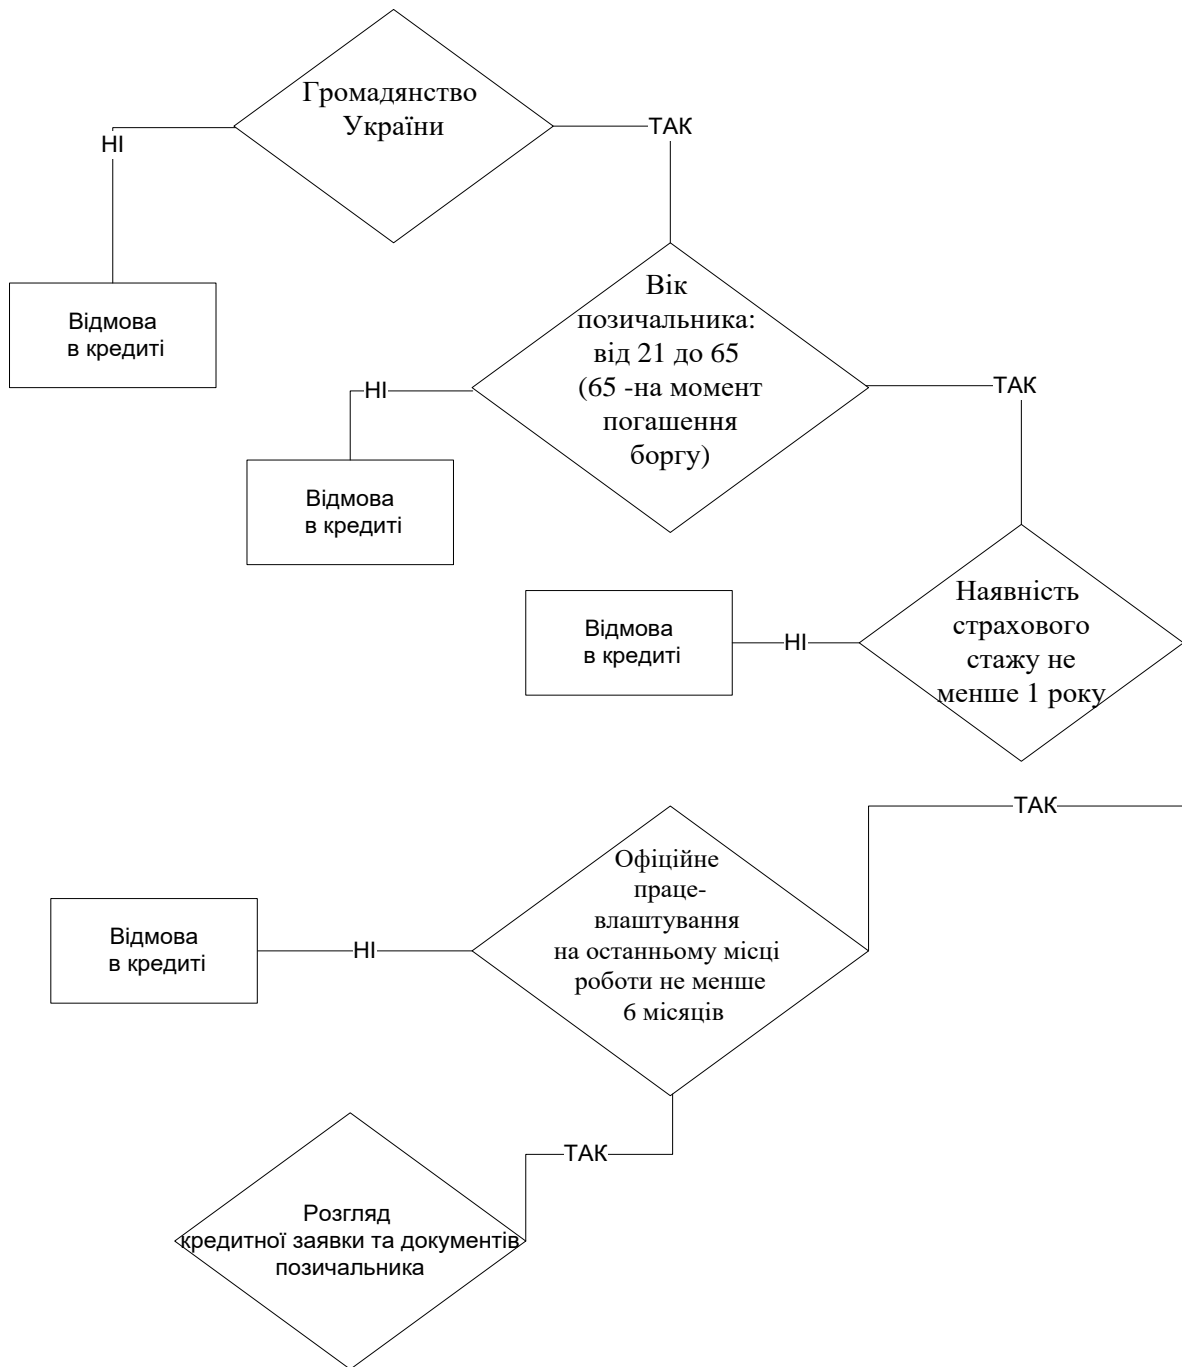 Громадянство
України
НІ
ТАК
Відмова
в кредиті
Вік
позичальника:
від 21 до 65
(65 -на момент
погашення
боргу)
НІ
ТАК
Відмова
в кредиті
Наявність
страхового
стажу не
менше 1 року
НІ
Відмова
в кредиті
ТАК
Офіційне
праце-
влаштування
на останньому місці
роботи не менше
6 місяців
НІ
Відмова
в кредиті
ТАК
Розгляд
кредитної заявки та документів
позичальника